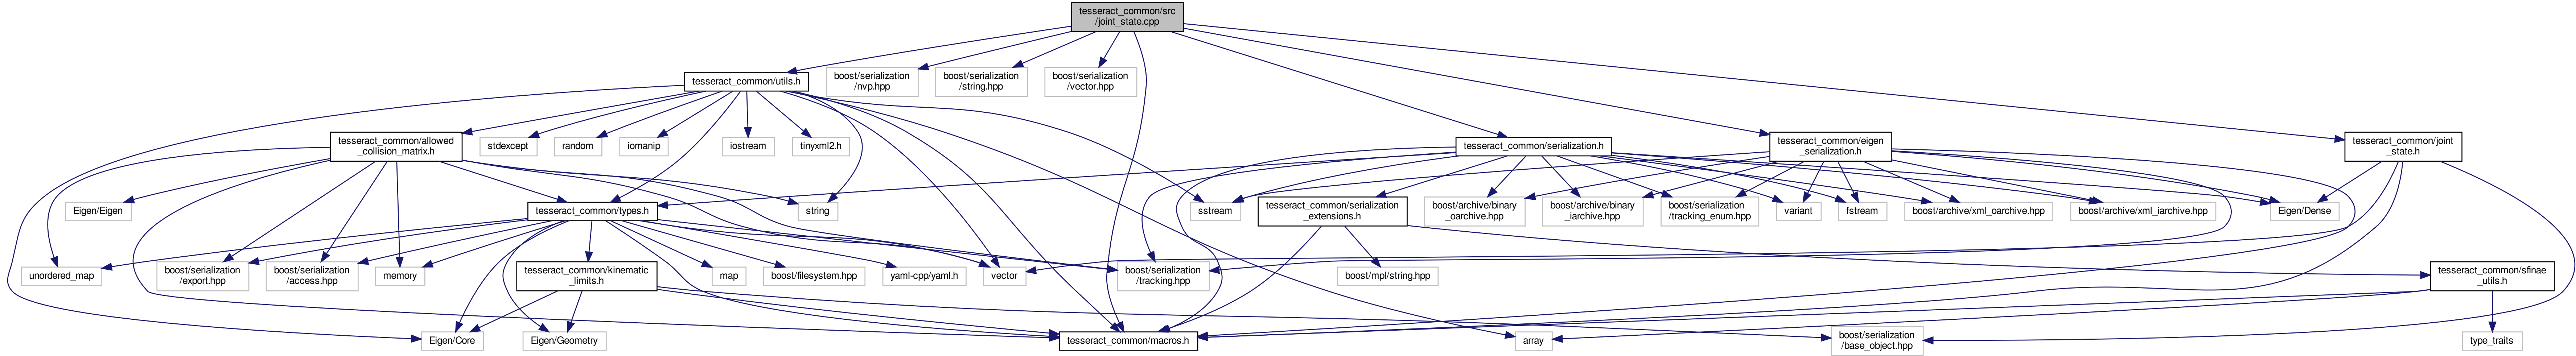 tesseract_common/src
/joint_state.cpp
tesseract_common/utils.h
boost/serialization
/nvp.hpp
boost/serialization
/string.hpp
boost/serialization
/vector.hpp
tesseract_common/allowed
_collision_matrix.h
stdexcept
random
iomanip
iostream
tinyxml2.h
tesseract_common/serialization.h
tesseract_common/eigen
_serialization.h
tesseract_common/joint
_state.h
Eigen/Eigen
tesseract_common/types.h
string
sstream
tesseract_common/serialization
_extensions.h
boost/archive/binary
_oarchive.hpp
boost/archive/binary
_iarchive.hpp
boost/serialization
/tracking_enum.hpp
variant
fstream
boost/archive/xml_oarchive.hpp
boost/archive/xml_iarchive.hpp
Eigen/Dense
unordered_map
boost/serialization
/export.hpp
boost/serialization
/access.hpp
memory
tesseract_common/kinematic
_limits.h
map
boost/filesystem.hpp
yaml-cpp/yaml.h
vector
boost/serialization
/tracking.hpp
boost/mpl/string.hpp
tesseract_common/sfinae
_utils.h
Eigen/Core
Eigen/Geometry
tesseract_common/macros.h
array
boost/serialization
/base_object.hpp
type_traits